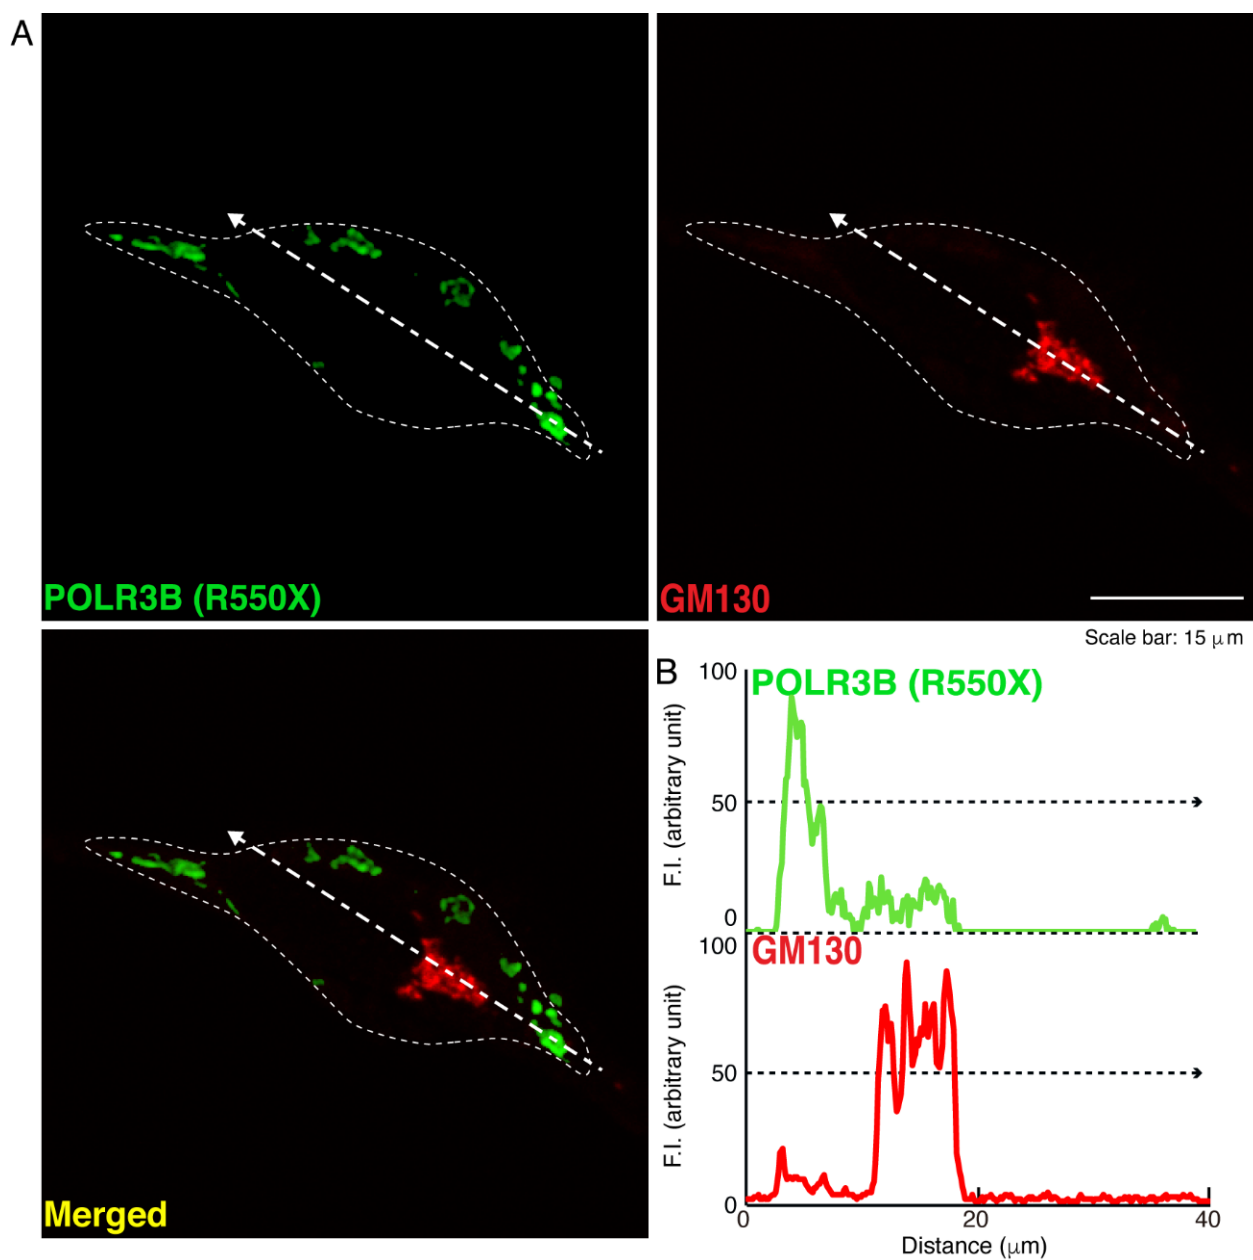 A
POLR3B (R550X)
GM130
Scale bar: 15 μm
Merged
B
POLR3B (R550X)
100
50
0
F.I. (arbitrary unit)
GM130
100
50
0
F.I. (arbitrary unit)
0
20
40
Distance (μm)